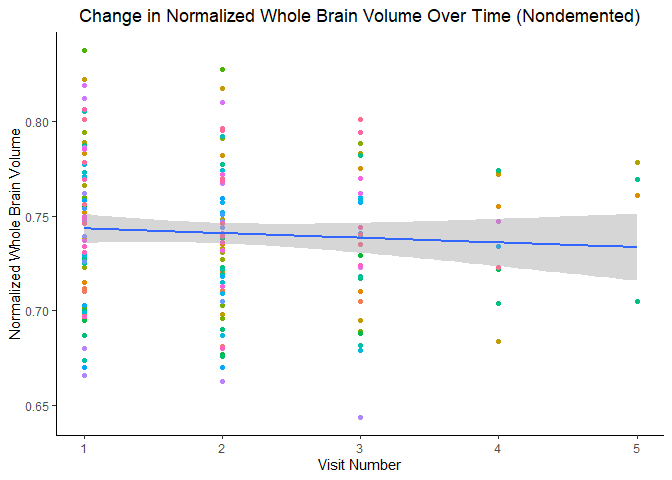 Change in Normalized Whole Brain Volume Over Time (Nondemented)
Normalized Whole Brain Volume
0.80
0.75
0.70
0.65
1 2 3 4 5
Visit Number